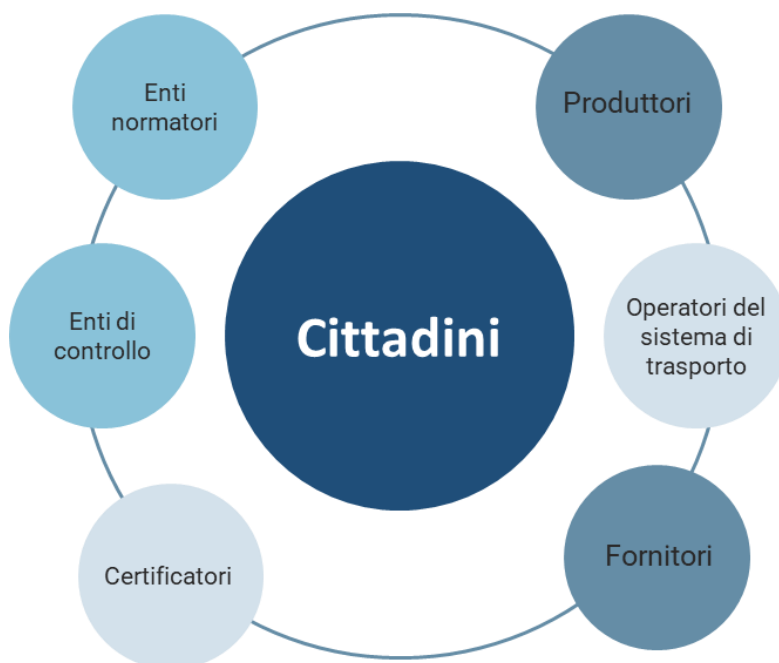 Enti
normatori
Produttori
Enti di
controllo
Cittadini
Operatori del
sistema di
trasporto
Certificatori
Fornitori